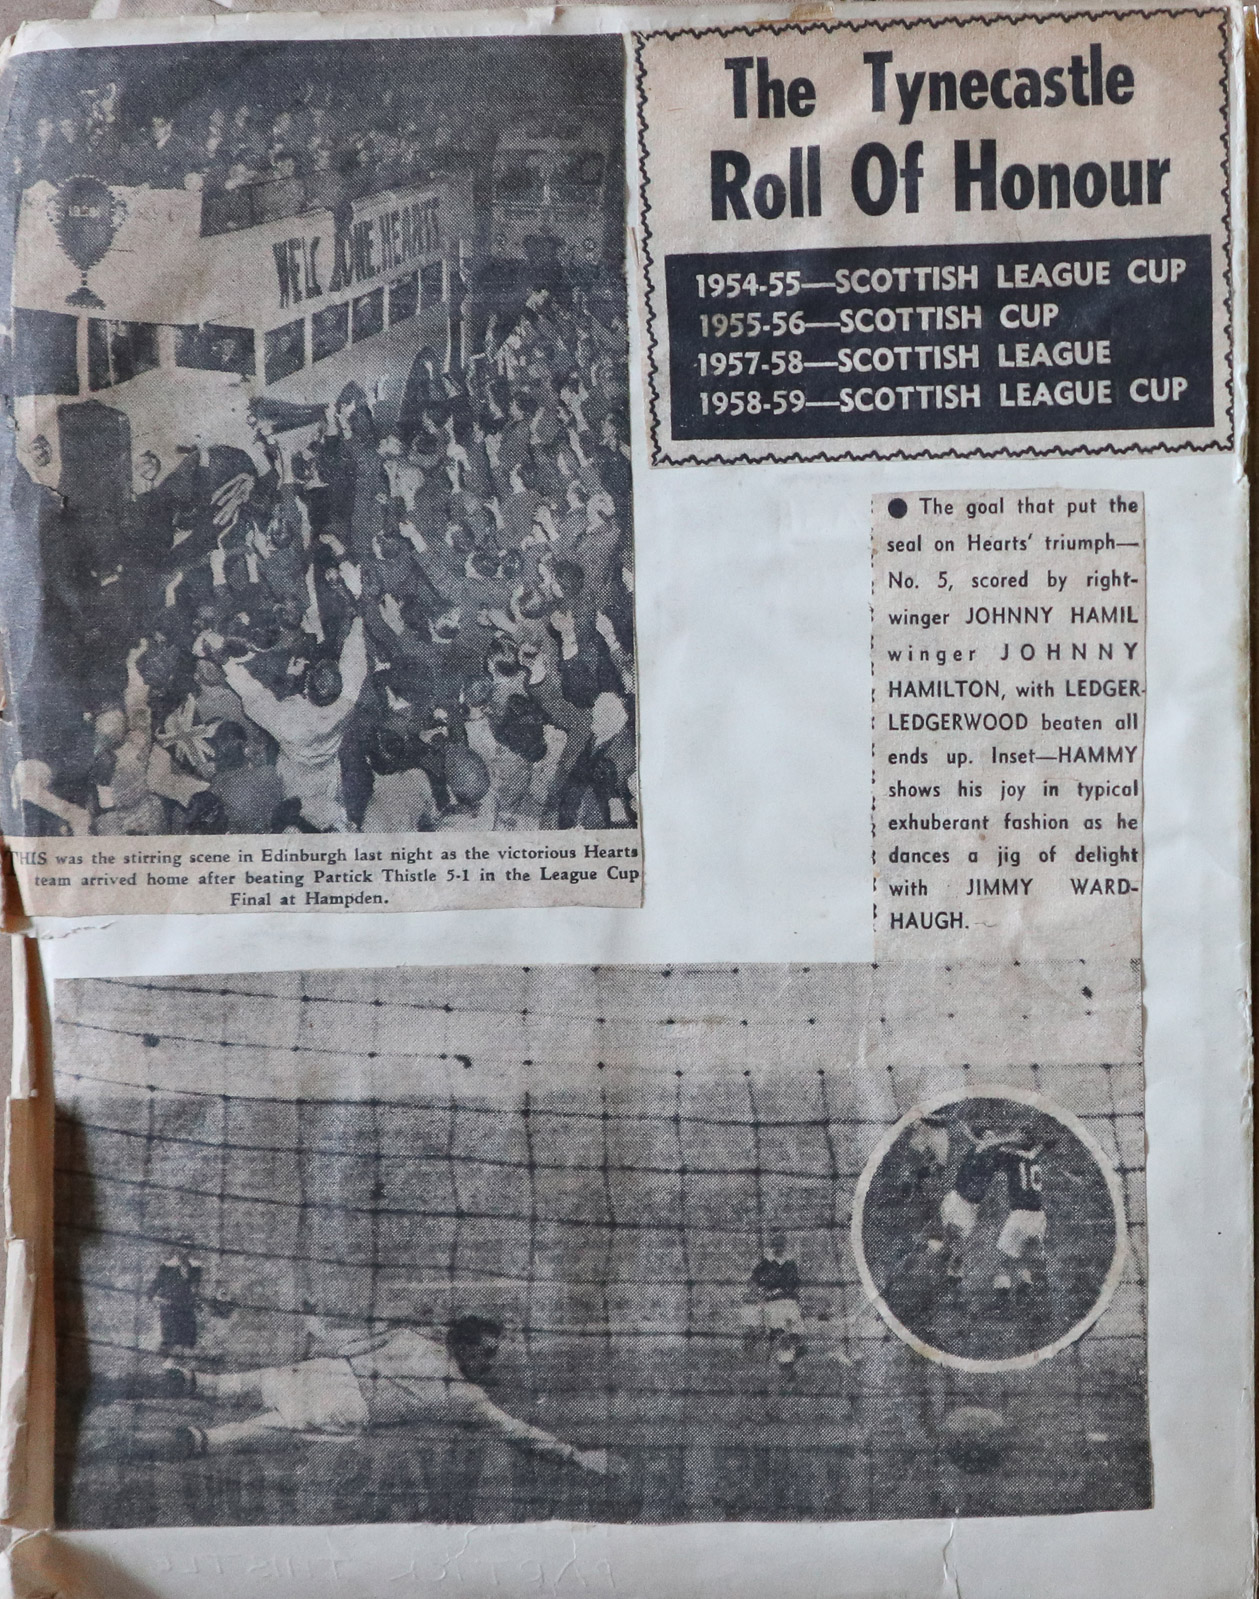 WELL DONE HEARTS
THIS was the stirring scene in Edinburgh last night as the victorious Hearts
team arrived home after beating Partick Thistle 5-1 in the League Cup
Final at Hampden.
The Tynecastle
Roll Of Honour
1954-55—SCOTTISH LEAGUE CUP
1955-56—SCOTTISH CUP
1957-58—SCOTTISH LEAGUE
1958-59—SCOTTISH LEAGUE CUP
● The goal that put the
seal on Hearts' triumph—
No. 5, scored by right-
winger JOHNNY HAMIL
winger JOHNNY
HAMILTON, with LEDGER-
LEDGERWOOD beaten all
ends up. Inset—HAMMY
shows his joy in typical
exhuberant fashion as he
dances a jig of delight
with JIMMY WARD-
HAUGH.
10
PARTICK THISTLE